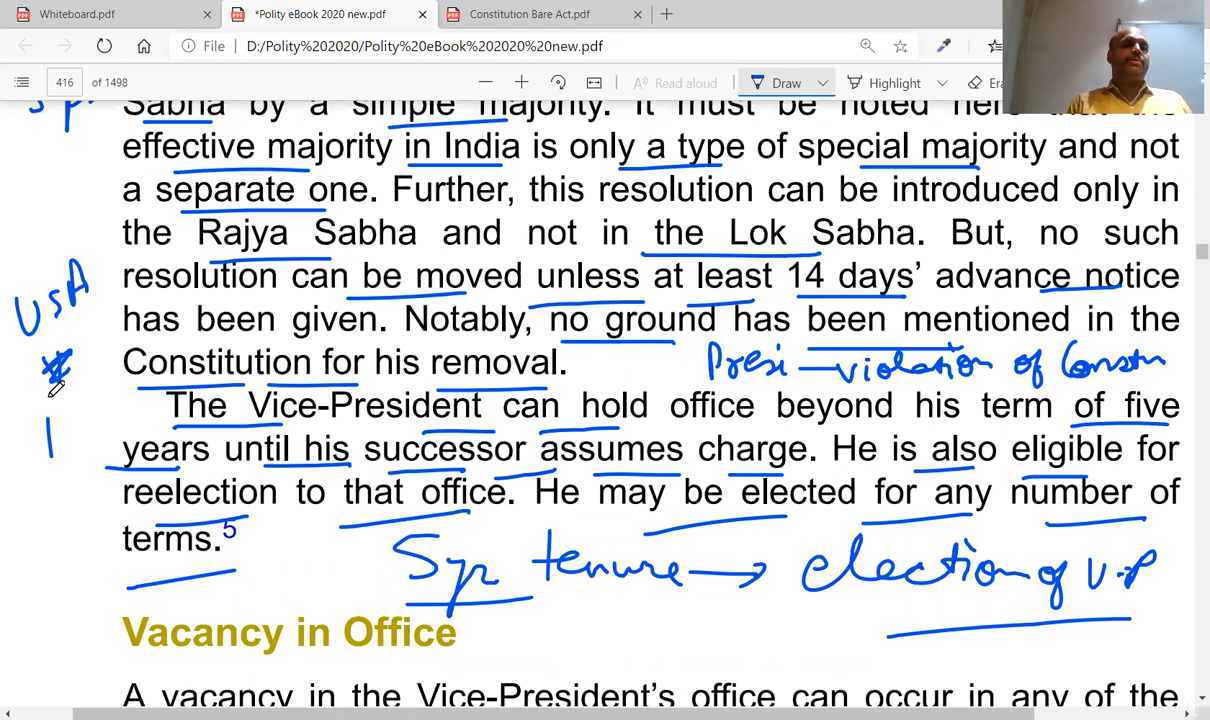 Whiteboard.pdf
*Polity eBook 2020 new.pdf
Constitution Bare Act.pdf
File
D:/Polity%202020/Polity%20eBook%202020%20new.pdf
416 of 1498
Read aloud
Draw
Highlight
Era
Sabha by a simple majority. It must be noted here that the
effective majority in India is only a type of special majority and not
a separate one. Further, this resolution can be introduced only in
the Rajya Sabha and not in the Lok Sabha. But, no such
resolution can be moved unless at least 14 days’ advance notice
USA
has been given. Notably, no ground has been mentioned in the
Constitution for his removal.
Presi — violation of Constn
The Vice-President can hold office beyond his term of five
1
years until his successor assumes charge. He is also eligible for
reelection to that office. He may be elected for any number of
terms.5
5yr tenure → election of V.P
Vacancy in Office
A vacancy in the Vice-President’s office can occur in any of the